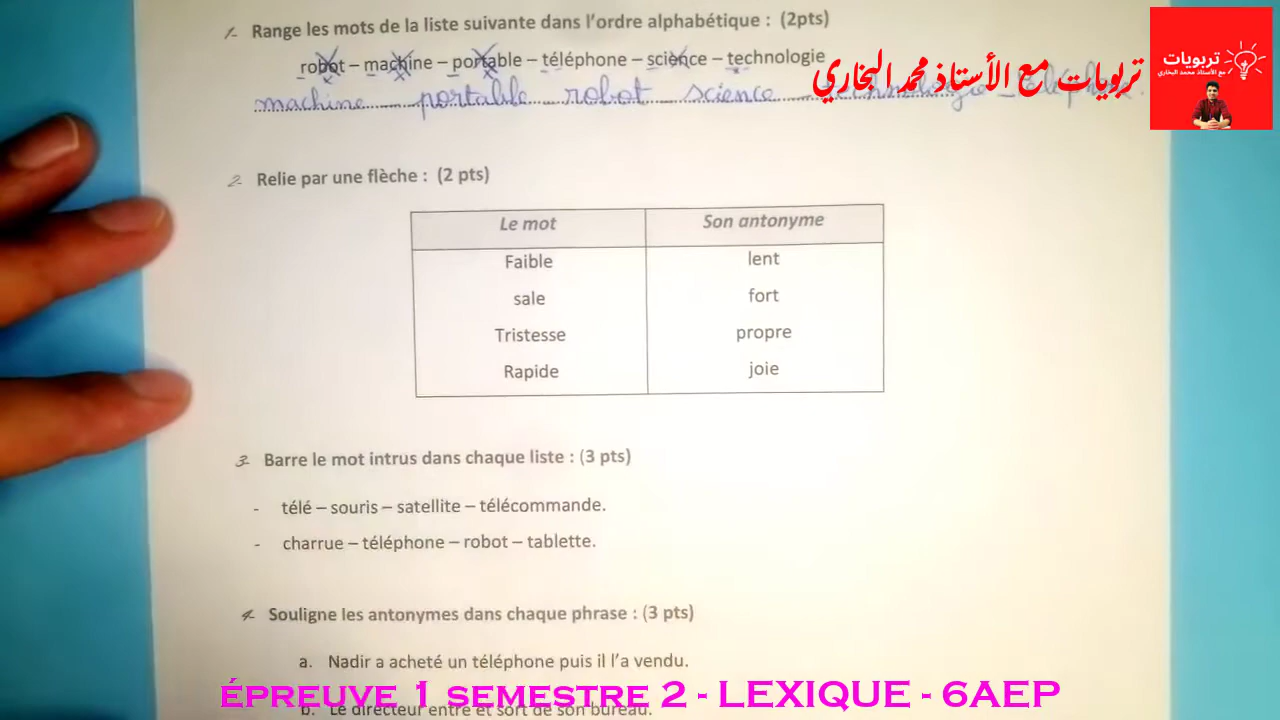 1. Range les mots de la liste suivante dans l'ordre alphabétique : (2pts)
robot – machine – portable – téléphone – science – technologie
machine portable robot science
تربويات مع الأستاذ محمد البخاري
تربويات
مع الأستاذ محمد البخاري
2. Relie par une flèche : (2 pts)
Le mot Son antonyme
Faible lent
sale fort
Tristesse propre
Rapide joie
3. Barre le mot intrus dans chaque liste : (3 pts)
- télé – souris – satellite – télécommande.
- charrue – téléphone – robot – tablette.
4. Souligne les antonymes dans chaque phrase : (3 pts)
a. Nadir a acheté un téléphone puis il l'a vendu.
b. Le directeur entre et sort de son bureau.
épreuve 1 semestre 2 - LEXIQUE - 6AEP